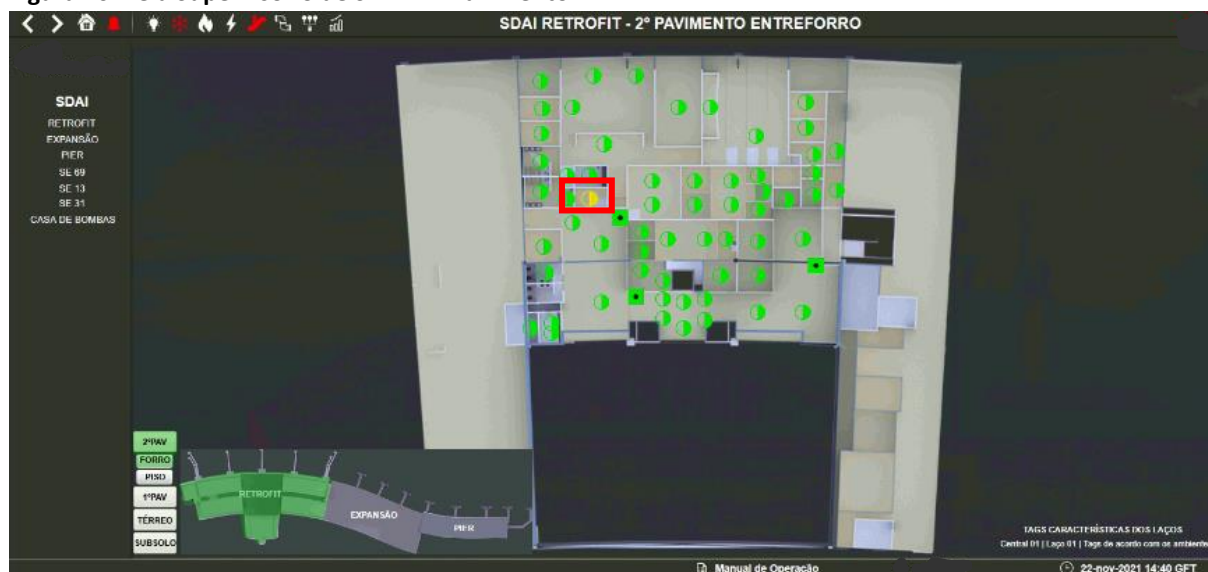 SDAI RETROFIT - 2º PAVIMENTO ENTREFORRO
SDAI
RETROFIT
EXPANSÃO
PIER
SE 69
SE 13
SE 31
CASA DE BOMBAS
2ºPAV
FORRO
PISO
1ºPAV
TÉRREO
SUBSOLO
RETROFIT
EXPANSÃO
PIER
TAGS CARACTERÍSTICAS DOS LAÇOS
Central 01 | Laço 01 | Tags de acordo com os ambientes
Manual de Operação
22-nov-2021 14:40 GFT